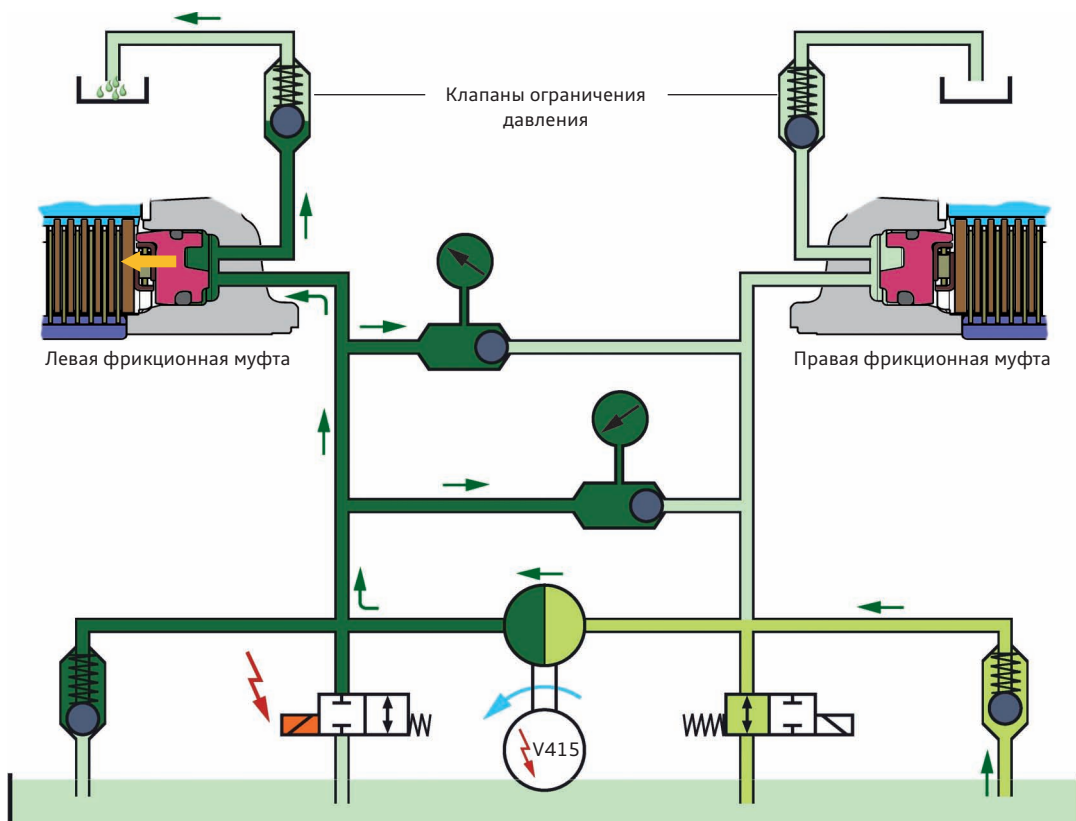 Клапаны ограничения
давления
Левая фрикционная муфта
Правая фрикционная муфта
V415